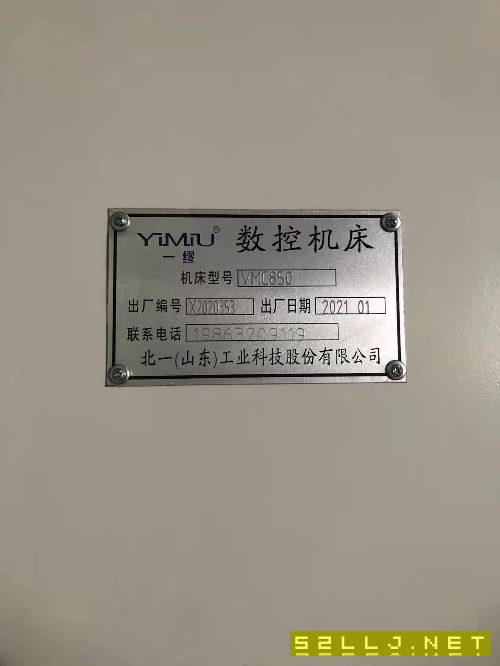 YiMiU® 数控机床
一缪
机床型号 VMC850
出厂编号 X2020353 出厂日期 2021 01
联系电话 19863209119
北一(山东)工业科技股份有限公司
52LLJ.NET